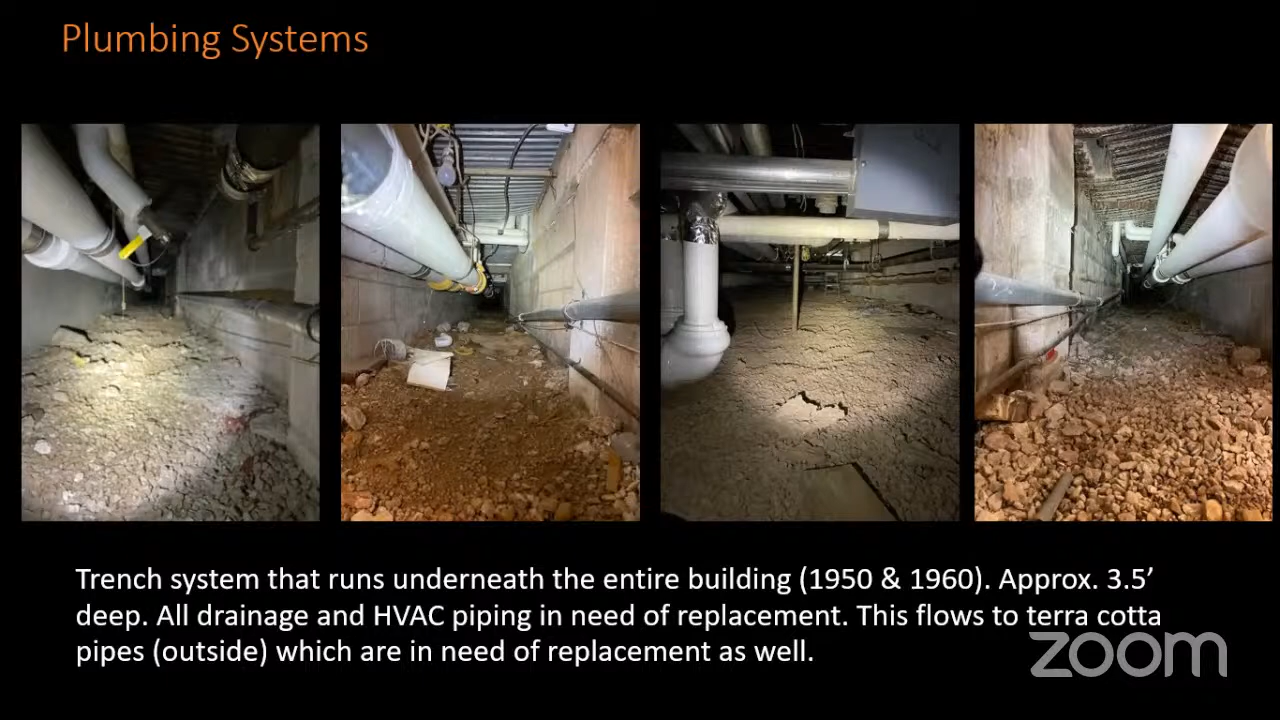 Plumbing Systems
Trench system that runs underneath the entire building (1950 & 1960). Approx. 3.5’
deep. All drainage and HVAC piping in need of replacement. This flows to terra cotta
pipes (outside) which are in need of replacement as well.
zoom